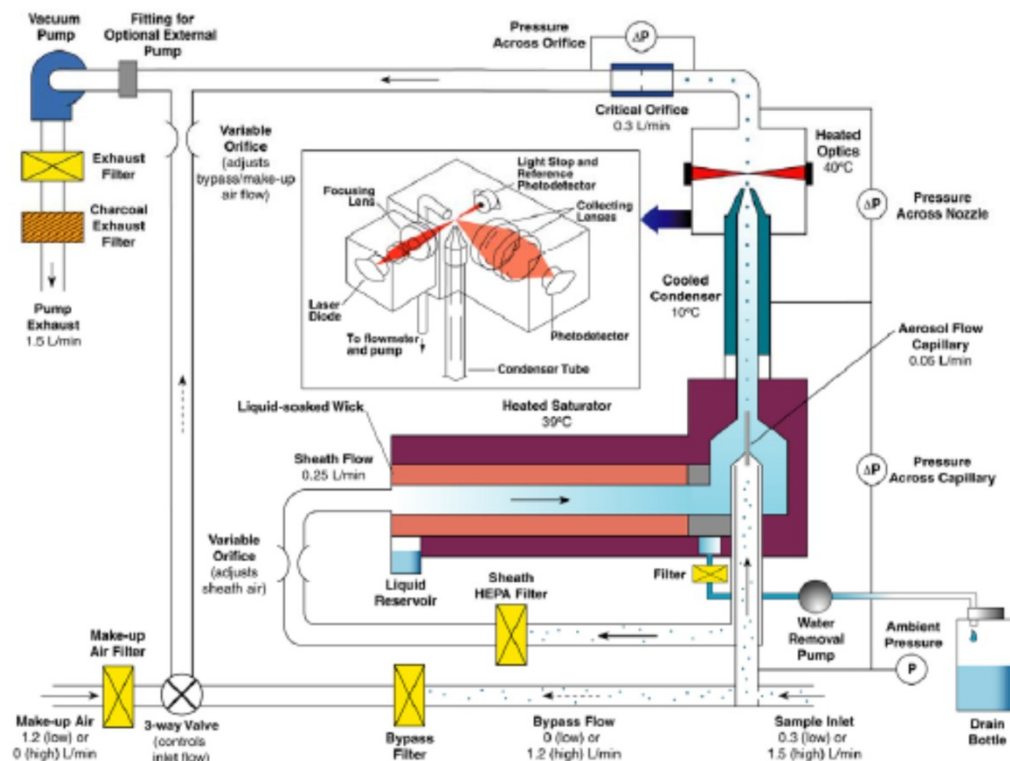 Vacuum
Pump
Fitting for
Optional External
Pump
Pressure
Across Orifice
ΔP
Critical Orifice
0.3 L/min
Heated
Optics
40ºC
Variable
Orifice
(adjusts
bypass/make-up
air flow)
Exhaust
Filter
Charcoal
Exhaust
Filter
Pump
Exhaust
1.5 L/min
Light Stop and
Reference
Photodetector
Focusing
Lens
Collecting
Lenses
Laser
Diode
To flowmeter
and pump
Photodetector
Condenser Tube
ΔP
Pressure
Across Nozzle
Cooled
Condenser
10ºC
Aerosol Flow
Capillary
0.05 L/min
Liquid-soaked Wick
Heated Saturator
39ºC
Sheath Flow
0.25 L/min
ΔP
Pressure
Across Capillary
Variable
Orifice
(adjusts
sheath air)
Liquid
Reservoir
Sheath
HEPA Filter
Filter
Water
Removal
Pump
Ambient
Pressure
P
Drain
Bottle
Make-up
Air Filter
Make-up Air
1.2 (low) or
0 (high) L/min
3-way Valve
(controls
inlet flow)
Bypass
Filter
Bypass Flow
0 (low) or
1.2 (high) L/min
Sample Inlet
0.3 (low) or
1.5 (high) L/min